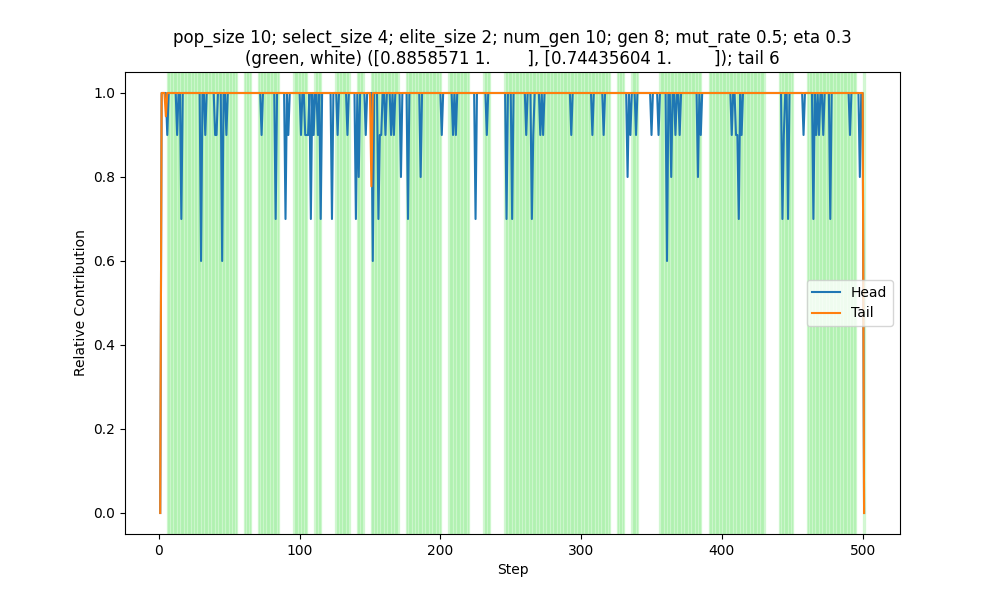 pop_size 10; select_size 4; elite_size 2; num_gen 10; gen 8; mut_rate 0.5; eta 0.3
(green, white) ([0.8858571 1.       ], [0.74435604 1.        ]); tail 6
1.0
0.8
0.6
0.4
0.2
0.0
Relative Contribution
Head
Tail
0
100
200
300
400
500
Step